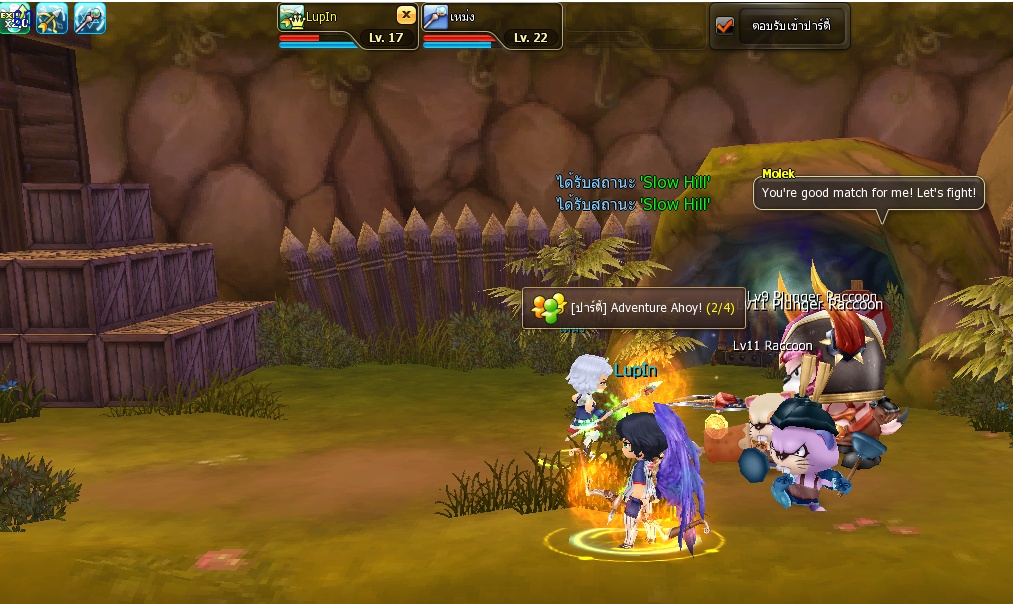 LupIn
Lv. 17
เหม่ง
Lv. 22
ตอบรับเข้าปาร์ตี้
ได้รับสถานะ 'Slow Hill'
ได้รับสถานะ 'Slow Hill'
Molek
You're good match for me! Let's fight!
[ปาร์ตี้] Adventure Ahoy! (2/4)
Lv9 Plunger Raccoon
Lv11 Plunger Raccoon
Lv11 Raccoon
LupIn